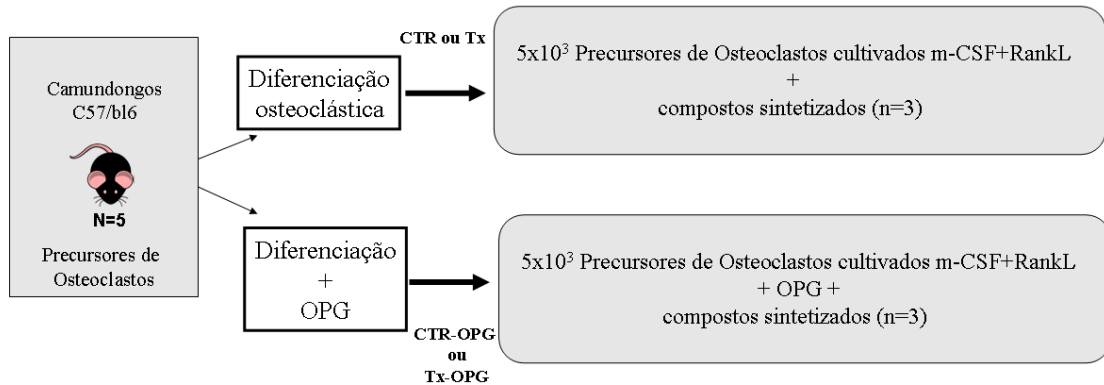 Camundongos
C57/bl6
N=5
Precursores de
Osteoclastos
Diferenciação
osteoclástica
CTR ou Tx
5x10³ Precursores de Osteoclastos cultivados m-CSF+RankL
+
compostos sintetizados (n=3)
Diferenciação
+
OPG
CTR-OPG
ou
Tx-OPG
5x10³ Precursores de Osteoclastos cultivados m-CSF+RankL
+ OPG +
compostos sintetizados (n=3)